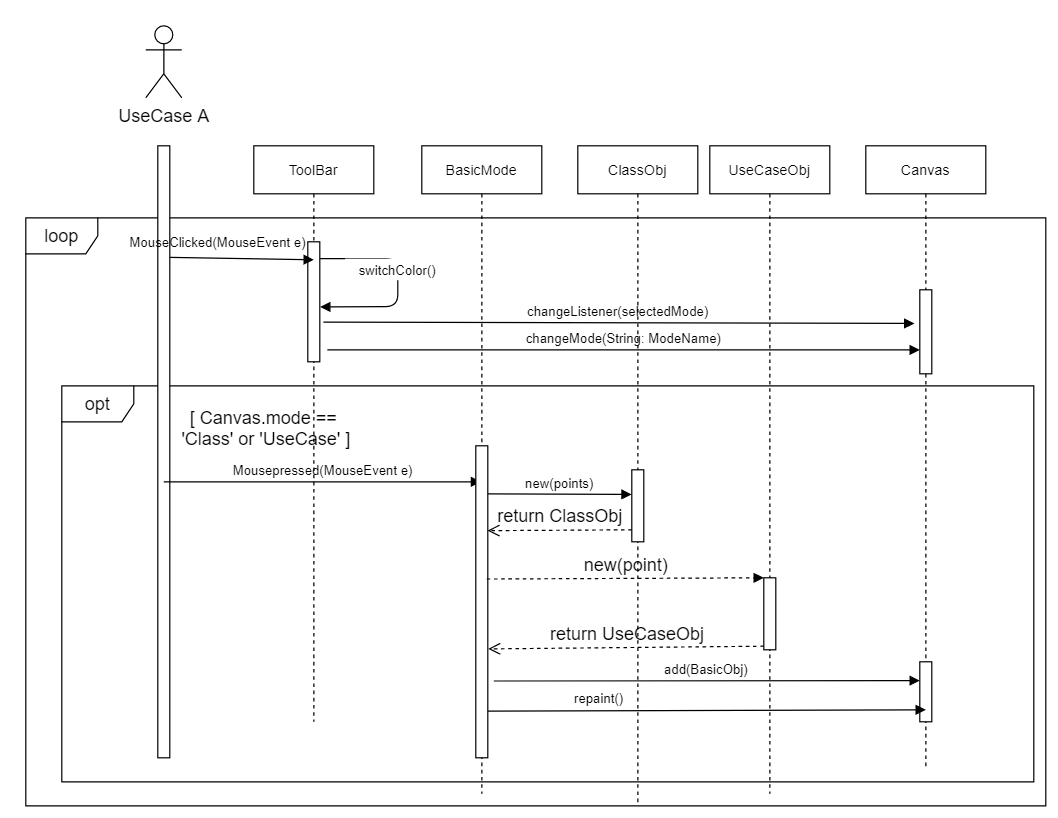 UseCase A
ToolBar
BasicMode
ClassObj
UseCaseObj
Canvas
loop
MouseClicked(MouseEvent e)
switchColor()
changeListener(selectedMode)
changeMode(String: ModeName)
opt
[ Canvas.mode ==
'Class' or 'UseCase' ]
Mousepressed(MouseEvent e)
new(points)
return ClassObj
new(point)
return UseCaseObj
add(BasicObj)
repaint()